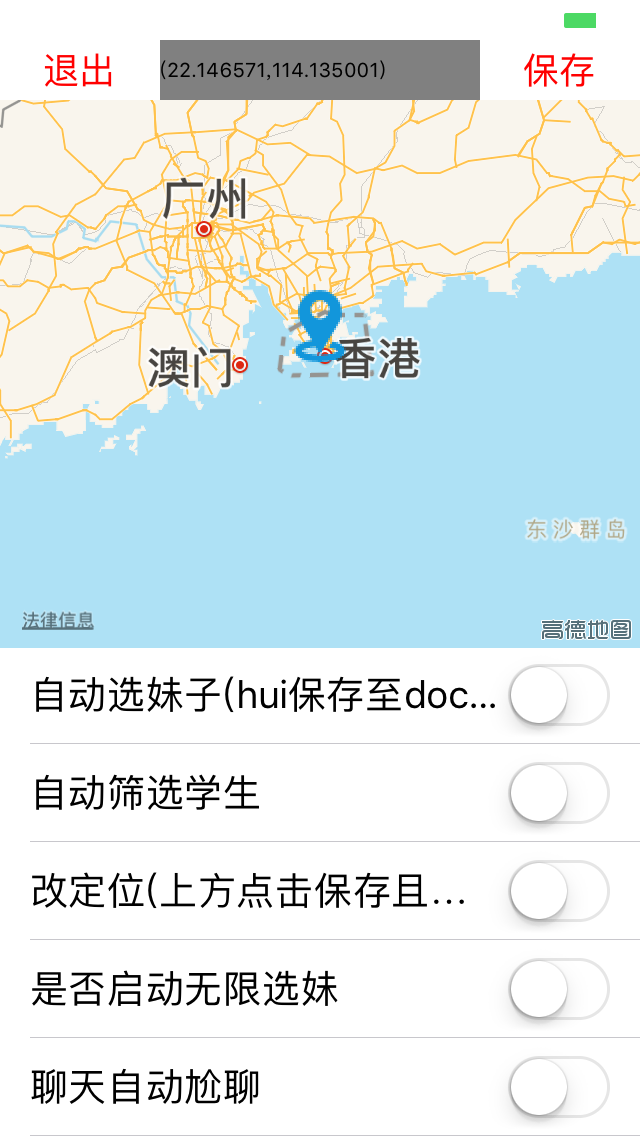 退出
(22.146571,114.135001)
保存
广州
澳门
香港
东沙群岛
法律信息
高德地图
自动选妹子(hui保存至doc...
自动筛选学生
改定位(上方点击保存且...
是否启动无限选妹
聊天自动尬聊